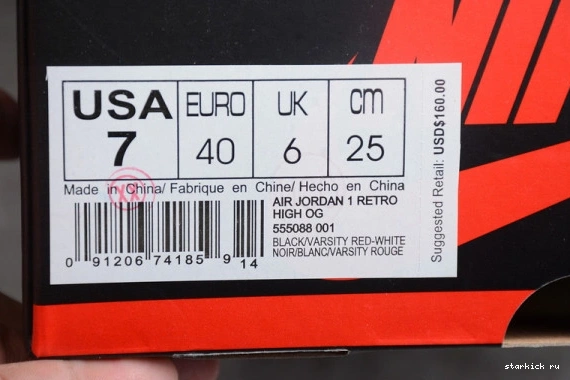 NIK
USA EURO UK CM
7 40 6 25
Made in China/ Fabrique en Chine/ Hecho en China
XX
AIR JORDAN 1 RETRO
HIGH OG
555088 001
BLACK/VARSITY RED-WHITE
NOIR/BLANC/VARSITY ROUGE
0 91206 74185 9 14
Suggested Retail: USD$160.00
starkick ru